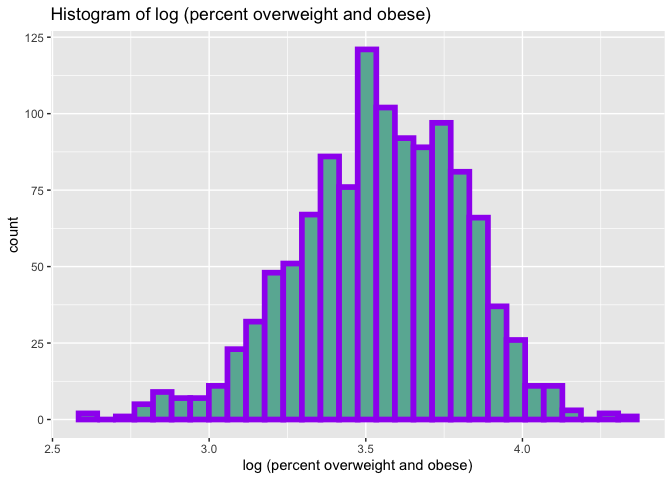 Histogram of log (percent overweight and obese)
125
100
75
50
25
0
count
2.5 3.0 3.5 4.0
log (percent overweight and obese)